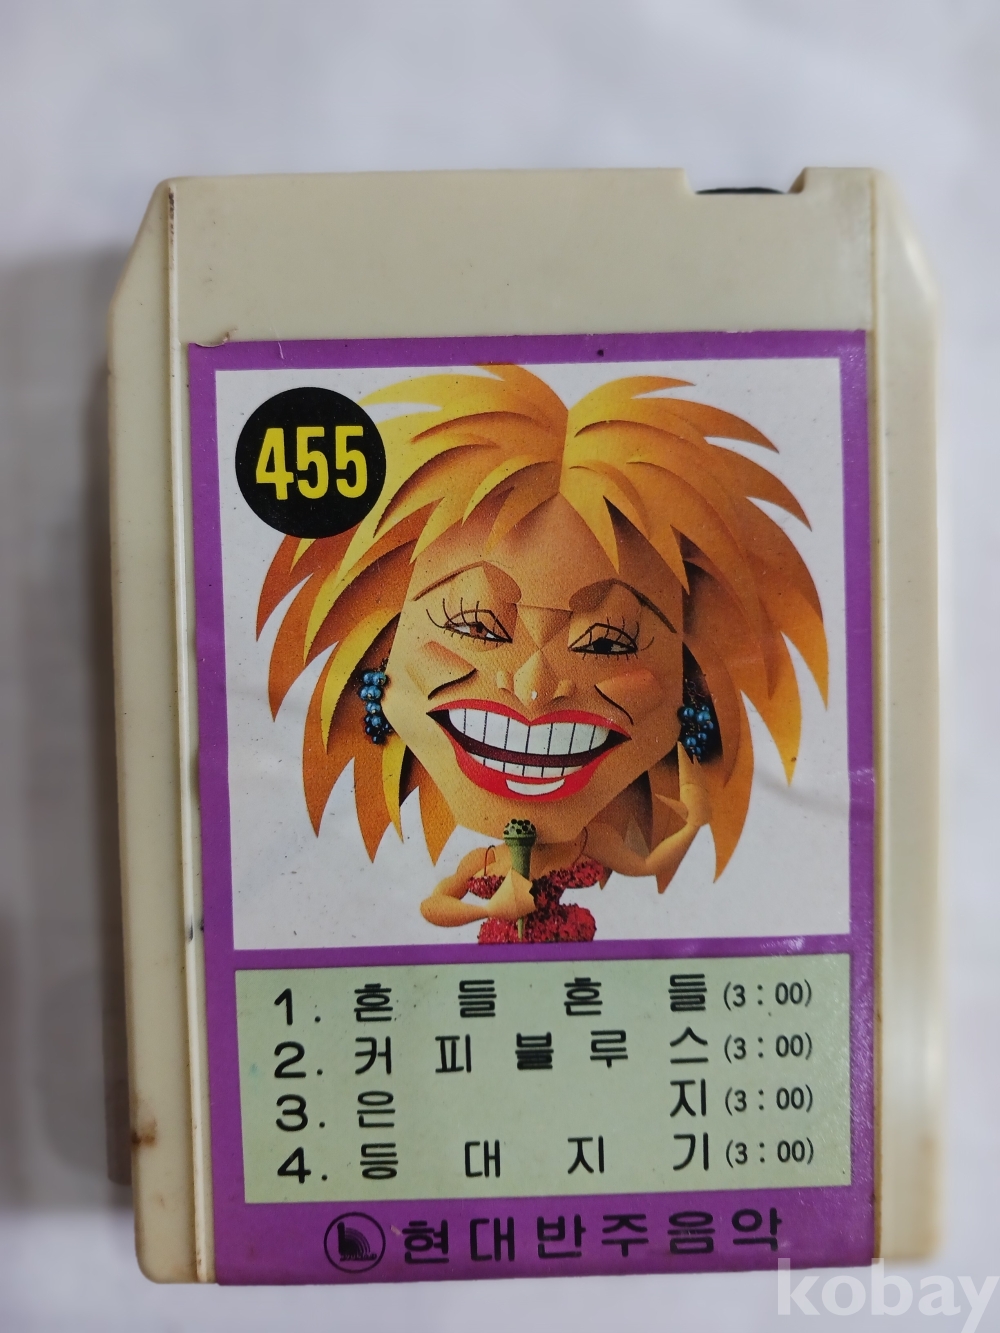 455
1. 흔들흔들 (3 : 00)
2. 커피블루스 (3 : 00)
3. 은지 (3 : 00)
4. 등대지기 (3 : 00)
현대반주음악
kobay